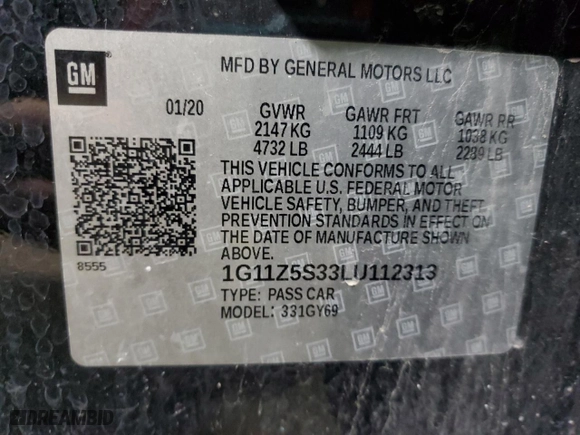 GM
MFD BY GENERAL MOTORS LLC
01/20 GVWR GAWR FRT GAWR RR
2147 KG 1109 KG 1038 KG
4732 LB 2444 LB 2289 LB
THIS VEHICLE CONFORMS TO ALL
APPLICABLE U.S. FEDERAL MOTOR
VEHICLE SAFETY, BUMPER, AND THEFT
PREVENTION STANDARDS IN EFFECT ON
THE DATE OF MANUFACTURE SHOWN
ABOVE.
8555
1G11Z5S33LU112313
TYPE: PASS CAR
MODEL: 331GY69
DREAMBID